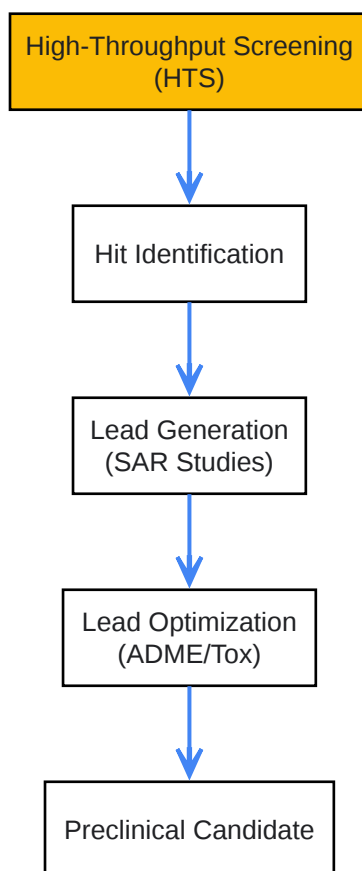 High-Throughput Screening
(HTS)
Hit Identification
Lead Generation
(SAR Studies)
Lead Optimization
(ADME/Tox)
Preclinical Candidate